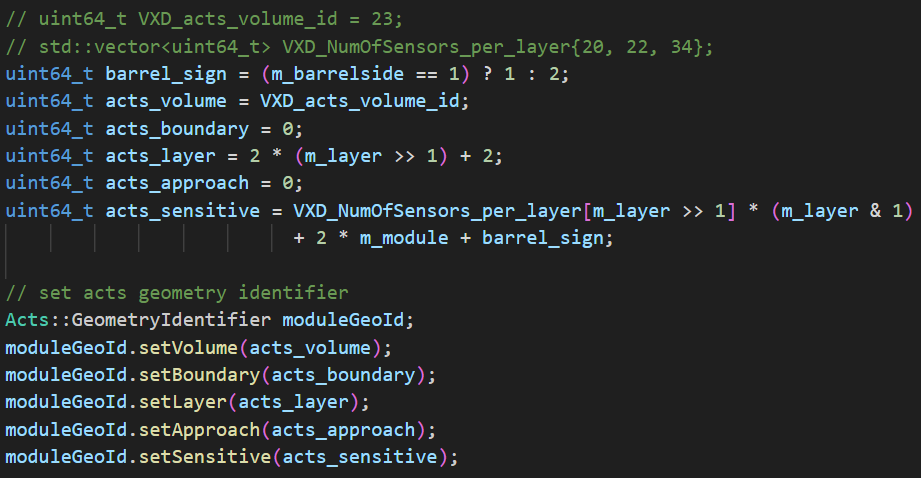 // uint64_t VXD_acts_volume_id = 23;
// std::vector<uint64_t> VXD_NumOfSensors_per_layer{20, 22, 34};
uint64_t barrel_sign = (m_barrelside == 1) ? 1 : 2;
uint64_t acts_volume = VXD_acts_volume_id;
uint64_t acts_boundary = 0;
uint64_t acts_layer = 2 * (m_layer >> 1) + 2;
uint64_t acts_approach = 0;
uint64_t acts_sensitive = VXD_NumOfSensors_per_layer[m_layer >> 1] * (m_layer & 1)
+ 2 * m_module + barrel_sign;
// set acts geometry identifier
Acts::GeometryIdentifier moduleGeoId;
moduleGeoId.setVolume(acts_volume);
moduleGeoId.setBoundary(acts_boundary);
moduleGeoId.setLayer(acts_layer);
moduleGeoId.setApproach(acts_approach);
moduleGeoId.setSensitive(acts_sensitive);